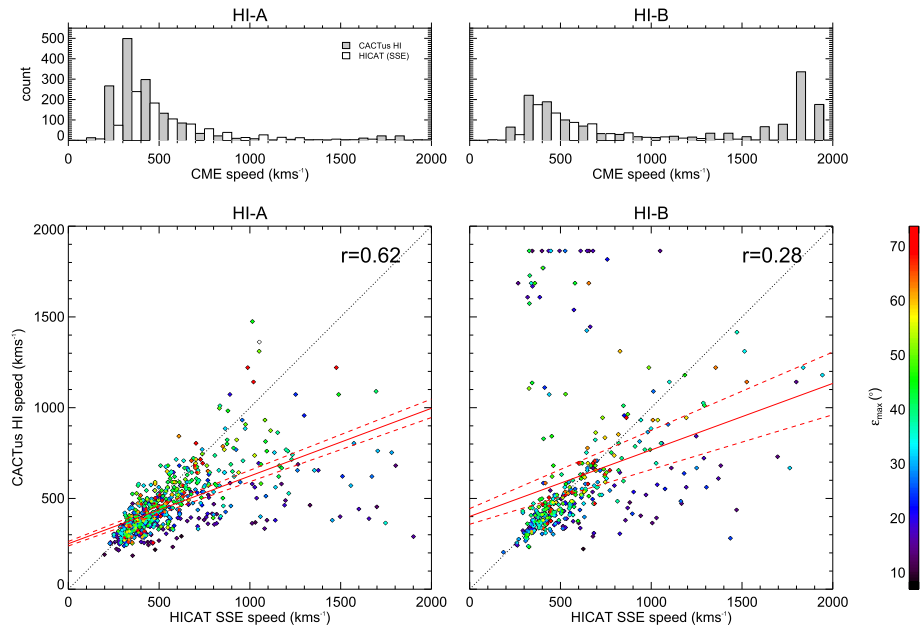 HI-A
HI-B
500
400
300
200
100
0
count
CACTus HI
HICAT (SSE)
0 500 1000 1500 2000
0 500 1000 1500 2000
CME speed (kms⁻¹)
CME speed (kms⁻¹)
HI-A
HI-B
2000
1500
1000
500
0
CACTus HI speed (kms⁻¹)
r=0.62
r=0.28
0 500 1000 1500 2000
0 500 1000 1500 2000
HICAT SSE speed (kms⁻¹)
HICAT SSE speed (kms⁻¹)
70
60
50
40
30
20
10
εmax (°)